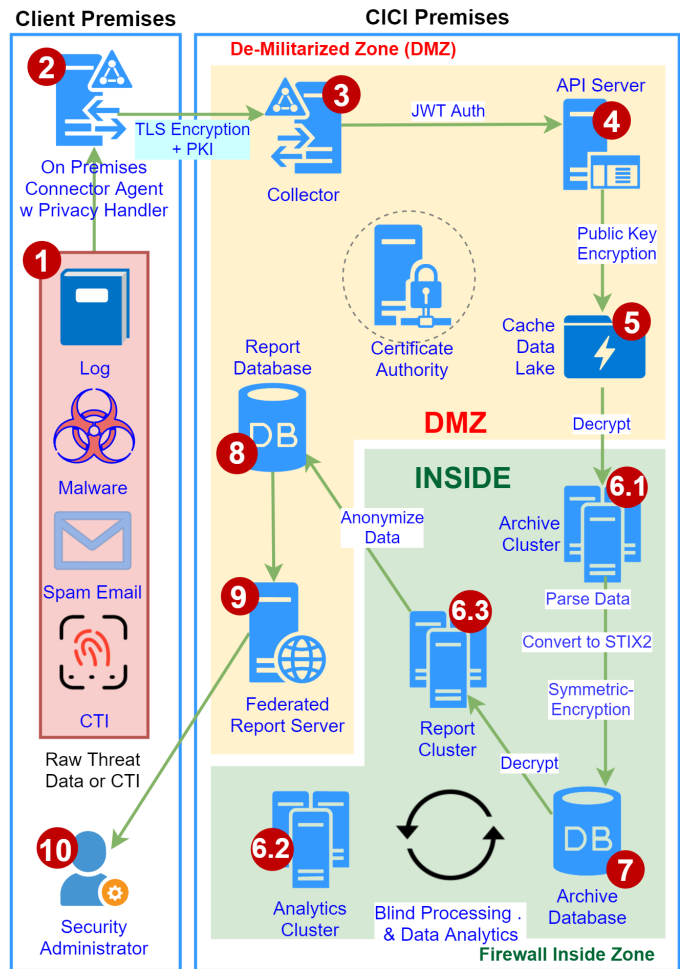 Client Premises
CICI Premises
De-Militarized Zone (DMZ)
2
3
API Server
4
JWT Auth
TLS Encryption
+ PKI
On Premises
Connector Agent
w Privacy Handler
Collector
Public Key
Encryption
1
Log
Certificate
Authority
5
Cache
Data
Lake
Report
Database
DB
8
DMZ
Decrypt
Malware
INSIDE
6.1
Archive
Cluster
Anonymize
Data
Spam Email
9
6.3
Parse Data
Convert to STIX2
Symmetric-
Encryption
CTI
Federated
Report Server
Report
Cluster
Raw Threat
Data or CTI
Decrypt
10
6.2
DB
7
Security
Administrator
Analytics
Cluster
Blind Processing .
& Data Analytics
Archive
Database
Firewall Inside Zone